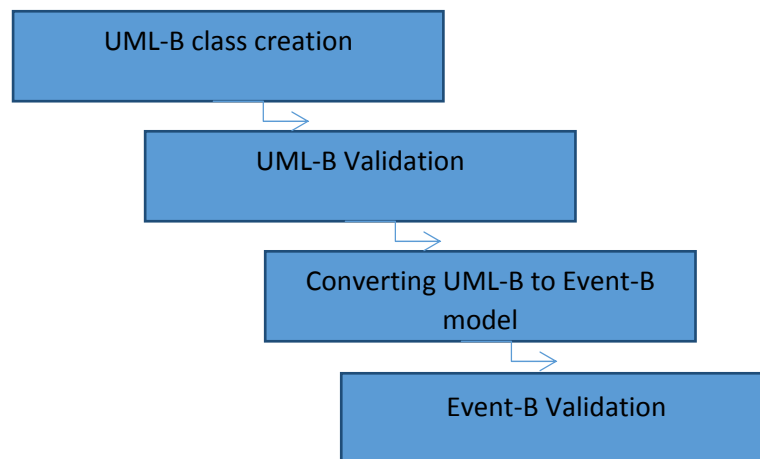 UML-B class creation
UML-B Validation
Converting UML-B to Event-B
model
Event-B Validation